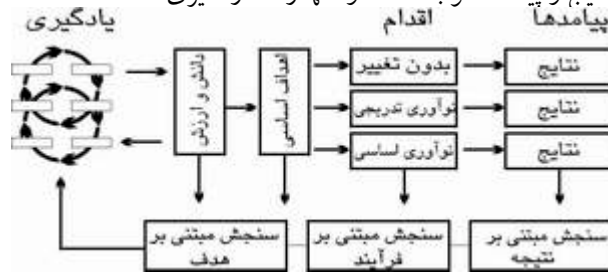 پیامدها
اقدام
یادگیری
دانش و ارزش
اهداف اساسی
بدون تغییر
نتایج
نوآوری تدریجی
نتایج
نوآوری اساسی
نتایج
سنجش مبتنی بر
نتیجه
سنجش مبتنی بر
فرآیند
سنجش مبتنی بر
هدف